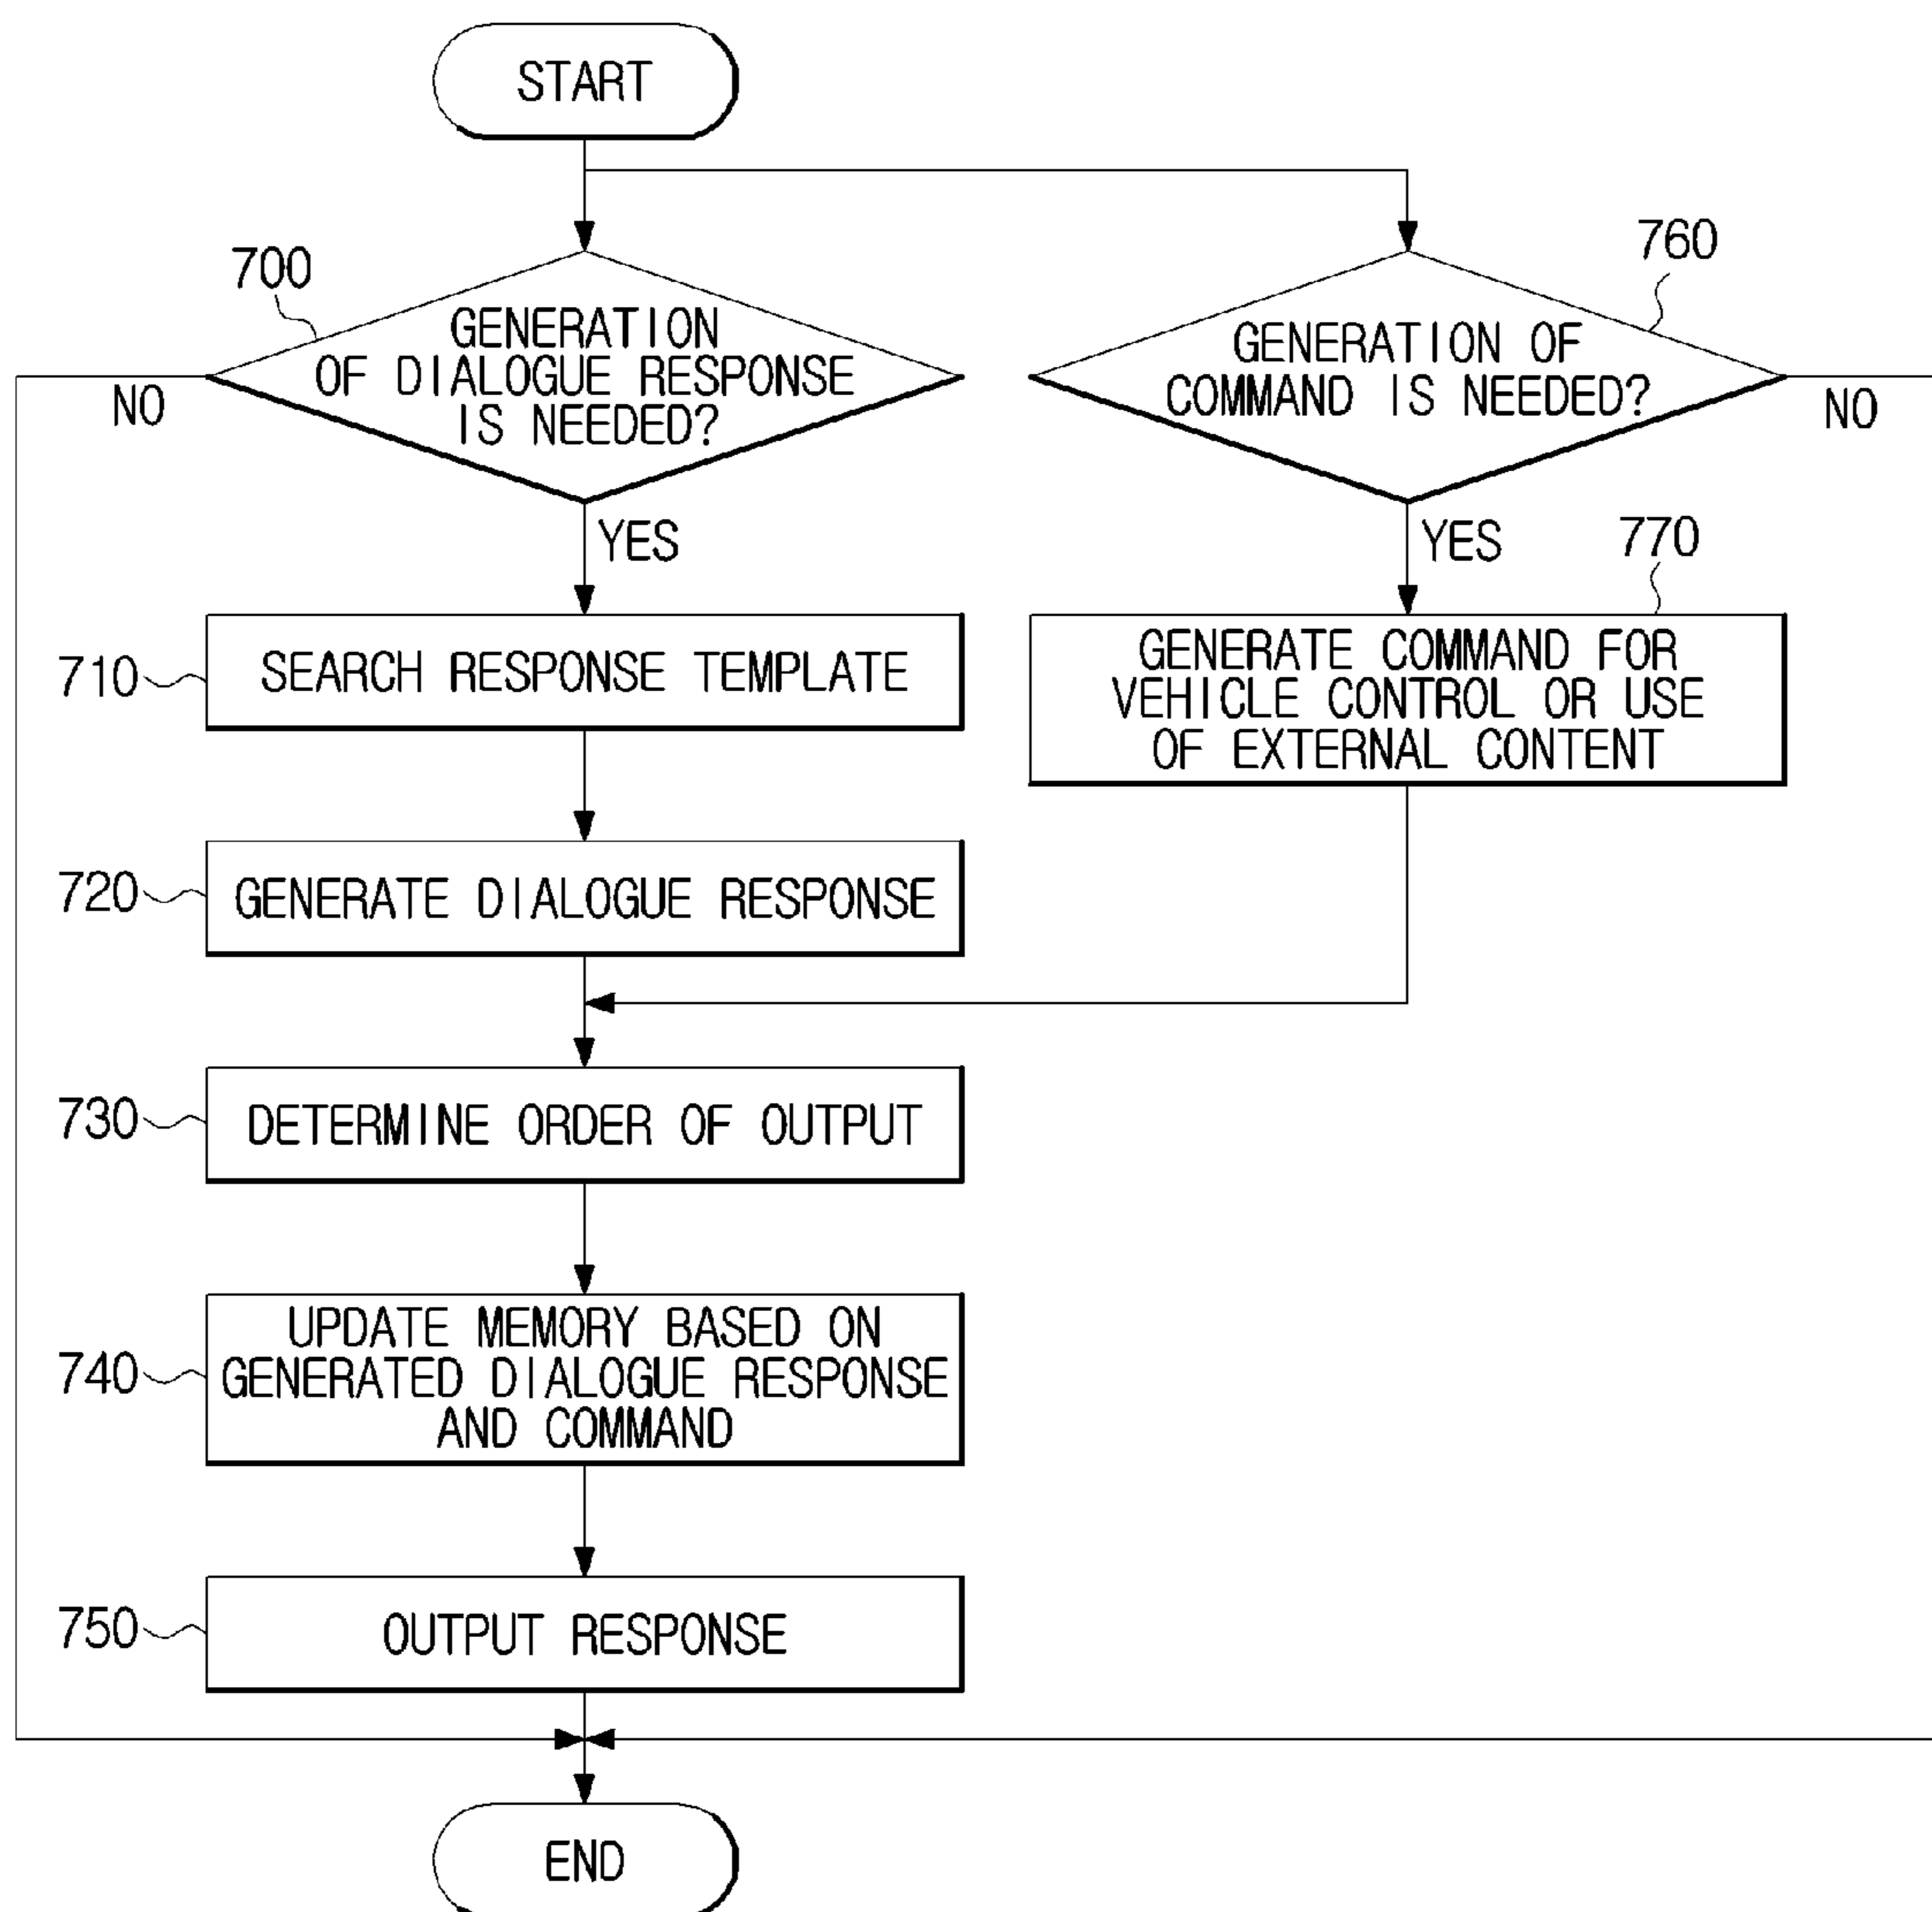 START
700
GENERATION
OF DIALOGUE RESPONSE
IS NEEDED?
NO
YES
760
GENERATION OF
COMMAND IS NEEDED?
NO
YES
710
SEARCH RESPONSE TEMPLATE
770
GENERATE COMMAND FOR
VEHICLE CONTROL OR USE
OF EXTERNAL CONTENT
720
GENERATE DIALOGUE RESPONSE
730
DETERMINE ORDER OF OUTPUT
740
UPDATE MEMORY BASED ON
GENERATED DIALOGUE RESPONSE
AND COMMAND
750
OUTPUT RESPONSE
END